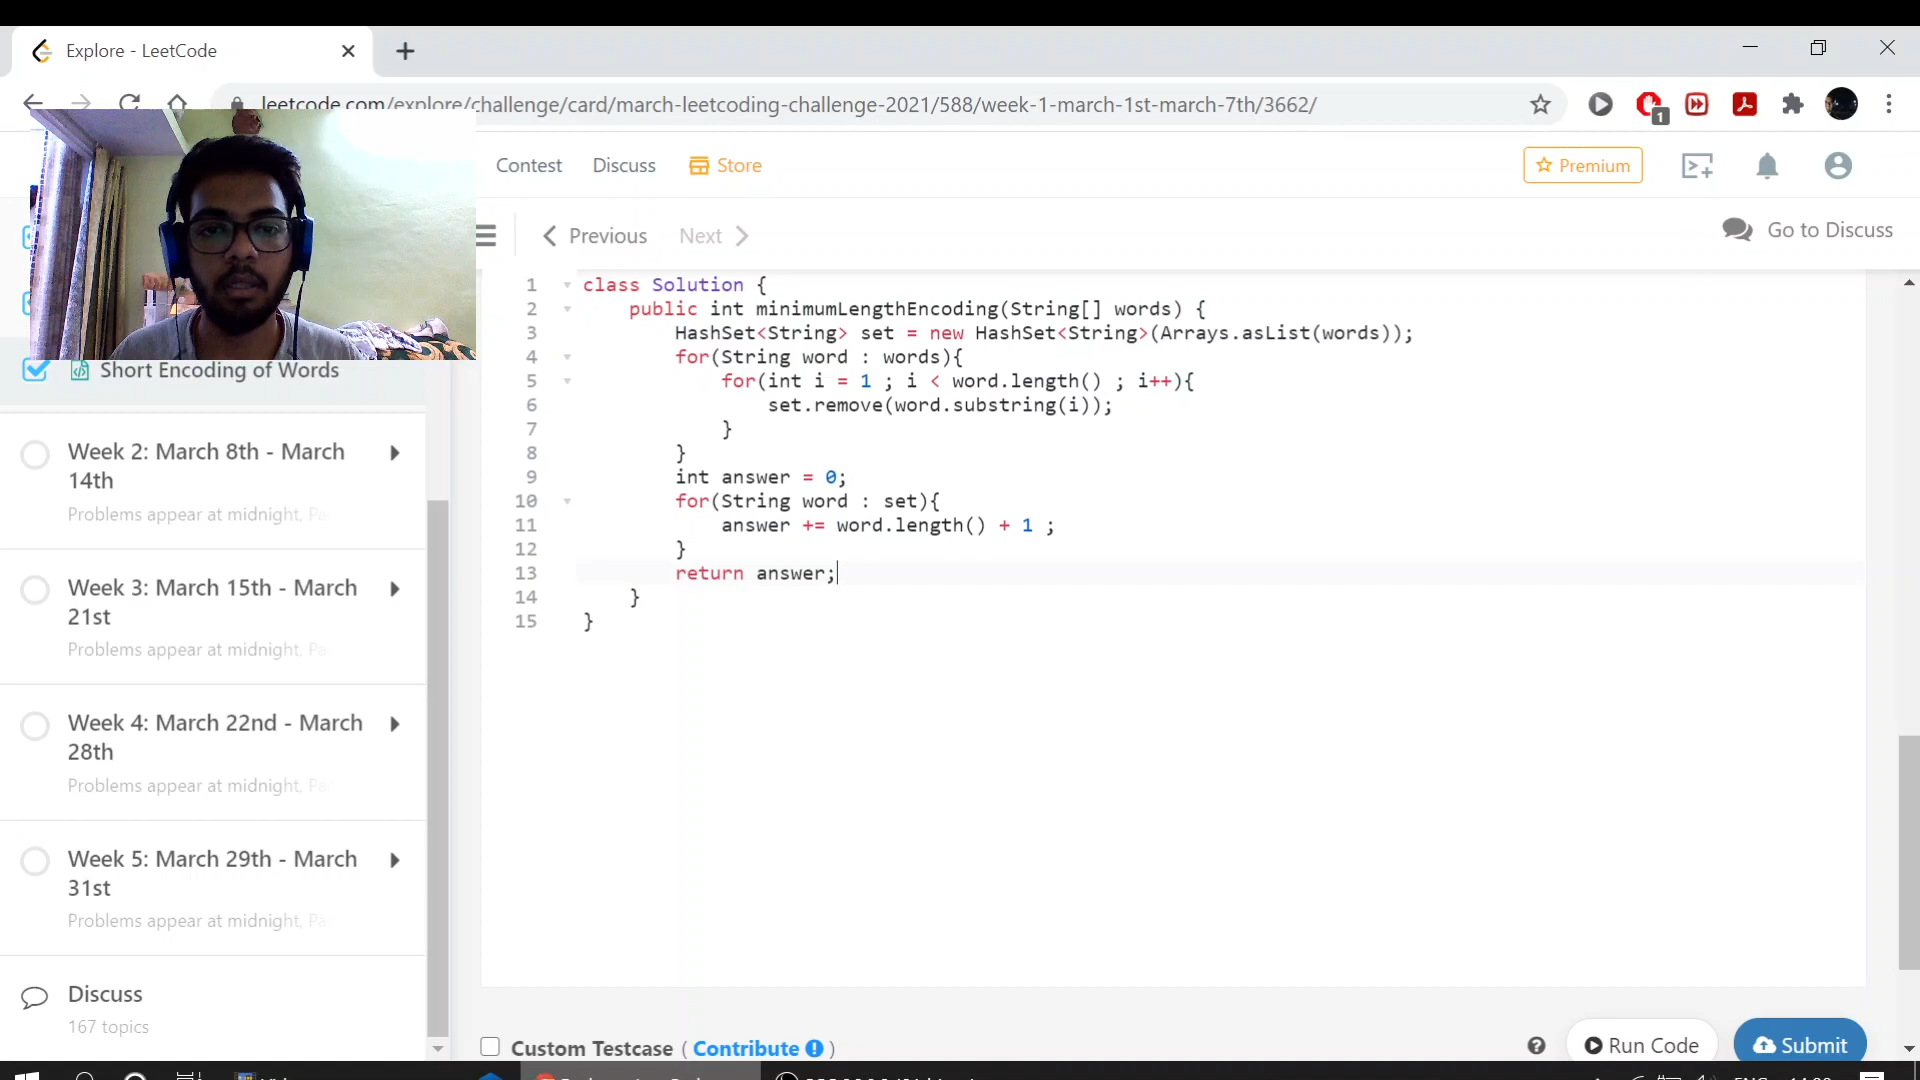 Explore - LeetCode
leetcode.com/explore/challenge/card/march-leetcoding-challenge-2021/588/week-1-march-1st-march-7th/3662/
1
Contest Discuss Store
Premium
Previous Next
Go to Discuss
Short Encoding of Words
Week 2: March 8th - March
14th
Problems appear at midnight,
Week 3: March 15th - March
21st
Problems appear at midnight,
Week 4: March 22nd - March
28th
Problems appear at midnight,
Week 5: March 29th - March
31st
Problems appear at midnight,
Discuss
167 topics
1 class Solution {
2 public int minimumLengthEncoding(String[] words) {
3 HashSet<String> set = new HashSet<String>(Arrays.asList(words));
4 for(String word : words){
5 for(int i = 1 ; i < word.length() ; i++){
6 set.remove(word.substring(i));
7 }
8 }
9 int answer = 0;
10 for(String word : set){
11 answer += word.length() + 1 ;
12 }
13 return answer;
14 }
15 }
Custom Testcase ( Contribute )
Run Code
Submit